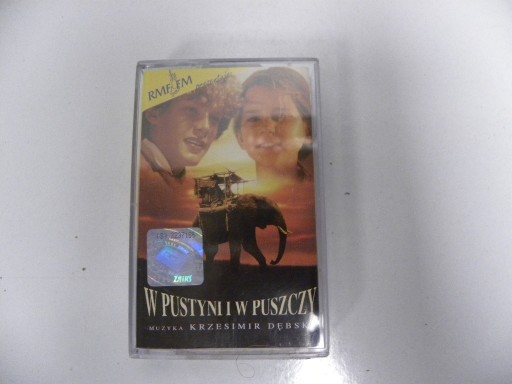 RMF FM
ZAiKS
W PUSTYNI I W PUSZCZY
MUZYKA KRZESIMIR DĘBSKI